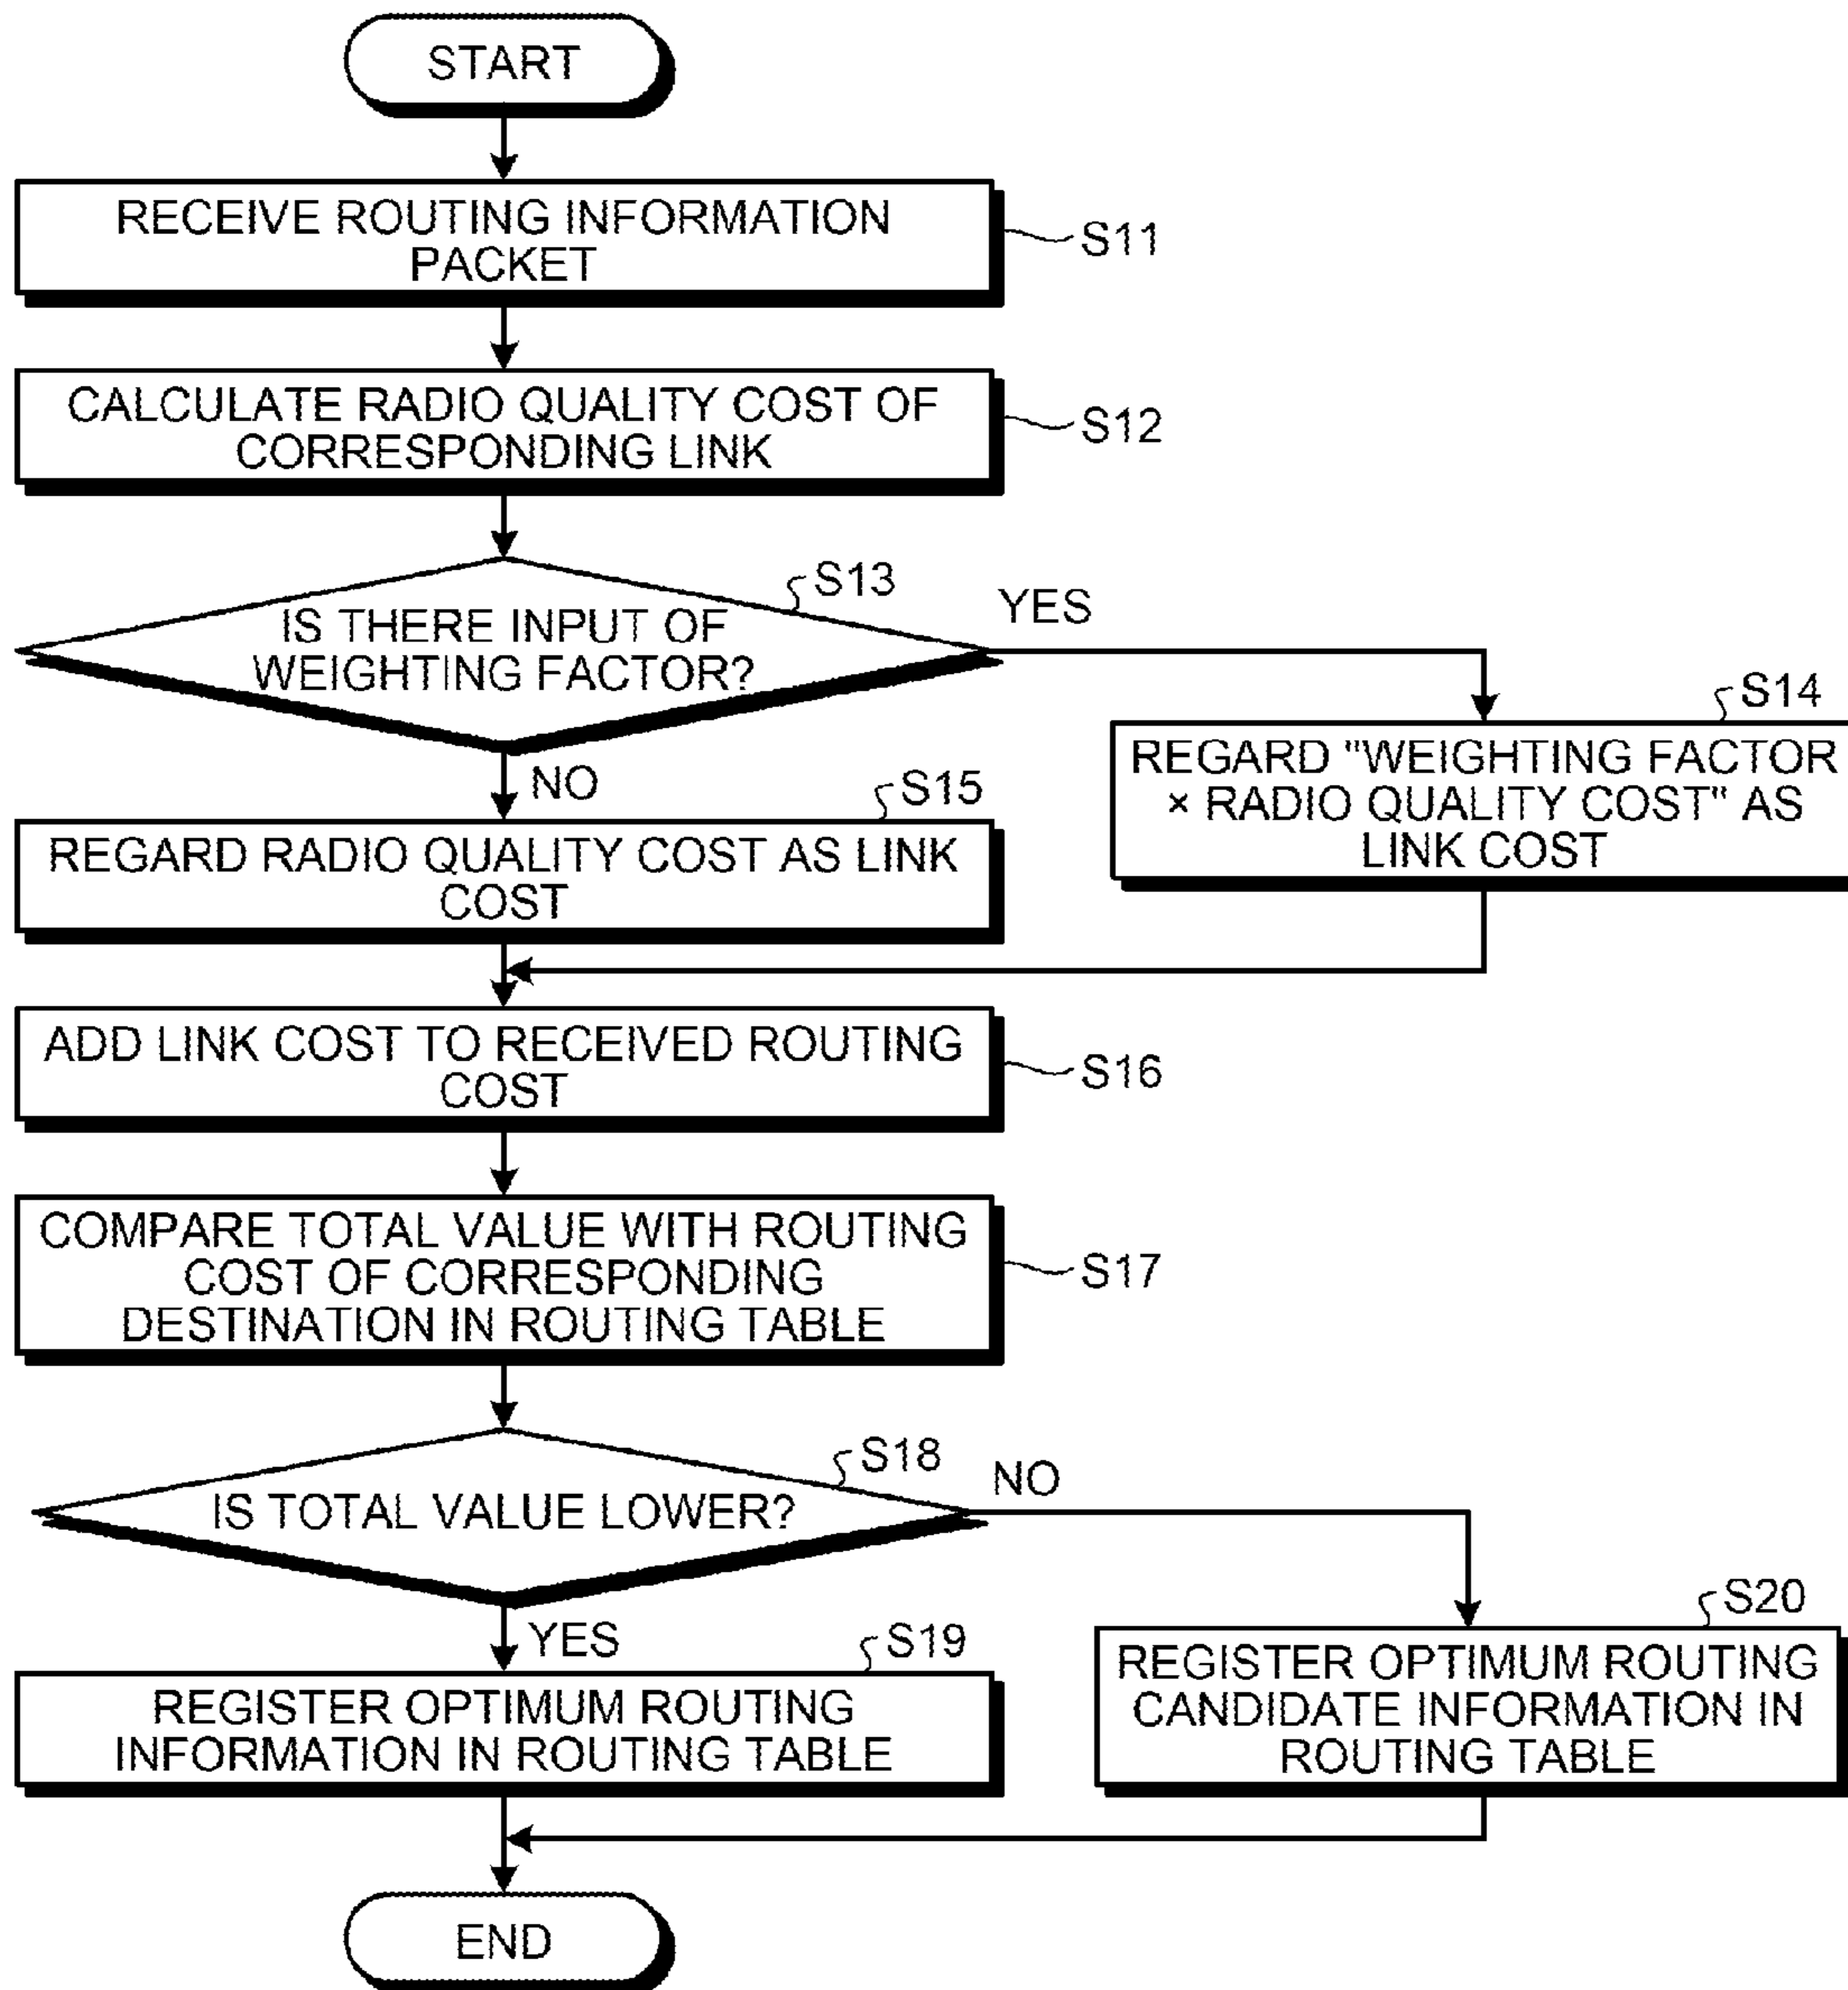 START
RECEIVE ROUTING INFORMATION
PACKET
S11
CALCULATE RADIO QUALITY COST OF
CORRESPONDING LINK
S12
S13
IS THERE INPUT OF
WEIGHTING FACTOR?
YES
NO
S14
REGARD "WEIGHTING FACTOR
× RADIO QUALITY COST" AS
LINK COST
S15
REGARD RADIO QUALITY COST AS LINK
COST
ADD LINK COST TO RECEIVED ROUTING
COST
S16
COMPARE TOTAL VALUE WITH ROUTING
COST OF CORRESPONDING
DESTINATION IN ROUTING TABLE
S17
S18
IS TOTAL VALUE LOWER?
NO
YES
S19
REGISTER OPTIMUM ROUTING
INFORMATION IN ROUTING TABLE
S20
REGISTER OPTIMUM ROUTING
CANDIDATE INFORMATION IN
ROUTING TABLE
END